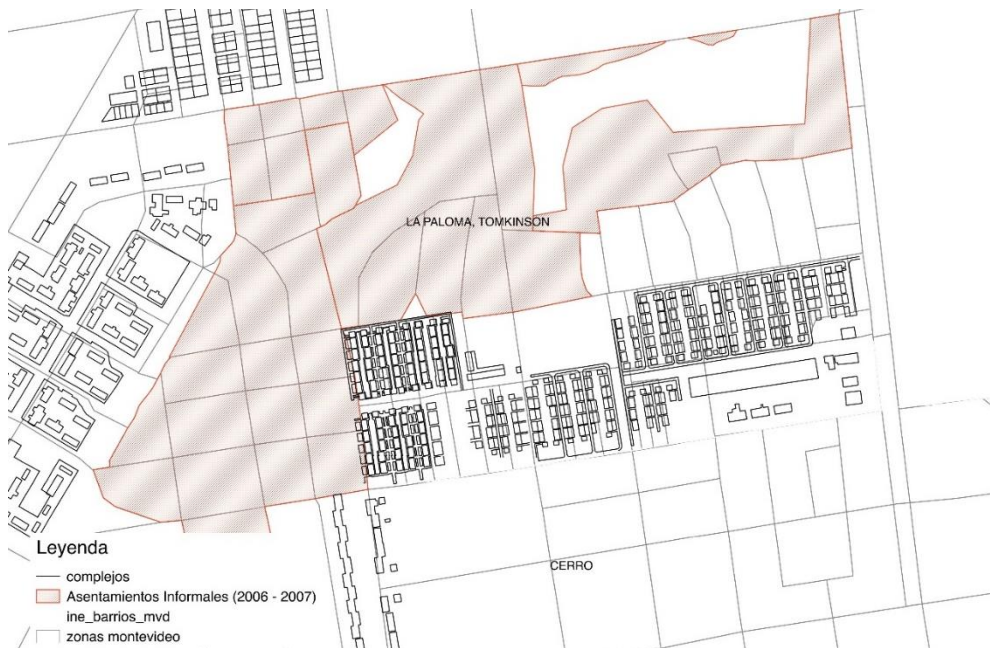 LA PALOMA, TOMKINSON
CERRO
Leyenda
complejos
Asentamientos Informales (2006 - 2007)
ine_barrios_mvd
zonas montevideo